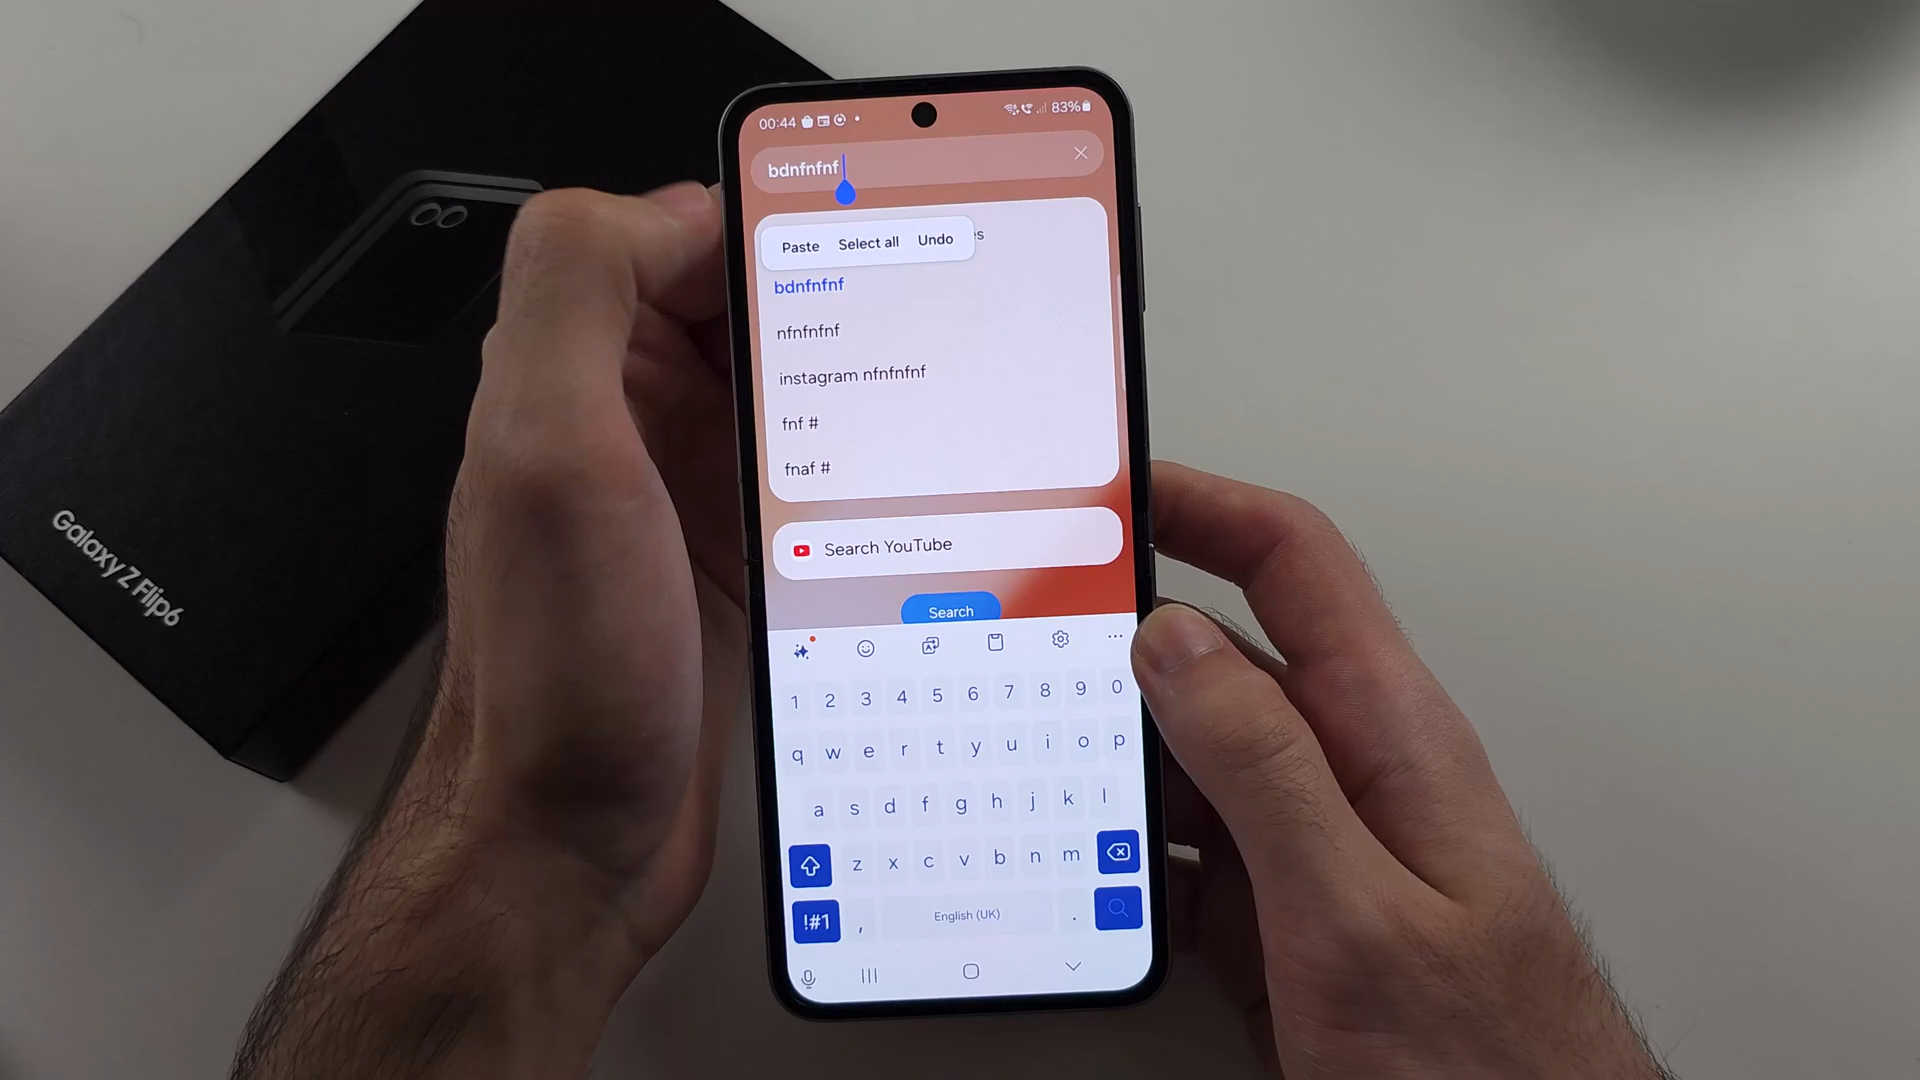 00:44
83%
bdnfnfnf
Paste Select all Undo
bdnfnfnf
nfnfnfnf
instagram nfnfnfnf
fnf #
fnaf #
Search YouTube
Search
1 2 3 4 5 6 7 8 9 0
q w e r t y u i o p
a s d f g h j k l
z x c v b n m
!#1 , English (UK) .
Galaxy Z Flip6